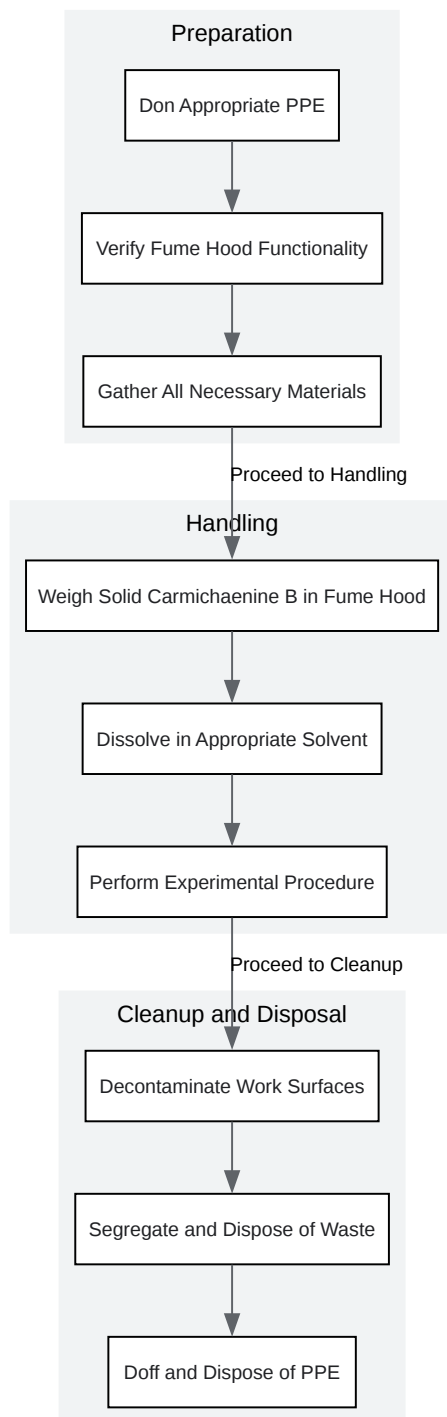 Preparation
Don Appropriate PPE
Verify Fume Hood Functionality
Gather All Necessary Materials
Proceed to Handling
Handling
Weigh Solid Carmichaenine B in Fume Hood
Dissolve in Appropriate Solvent
Perform Experimental Procedure
Proceed to Cleanup
Cleanup and Disposal
Decontaminate Work Surfaces
Segregate and Dispose of Waste
Doff and Dispose of PPE